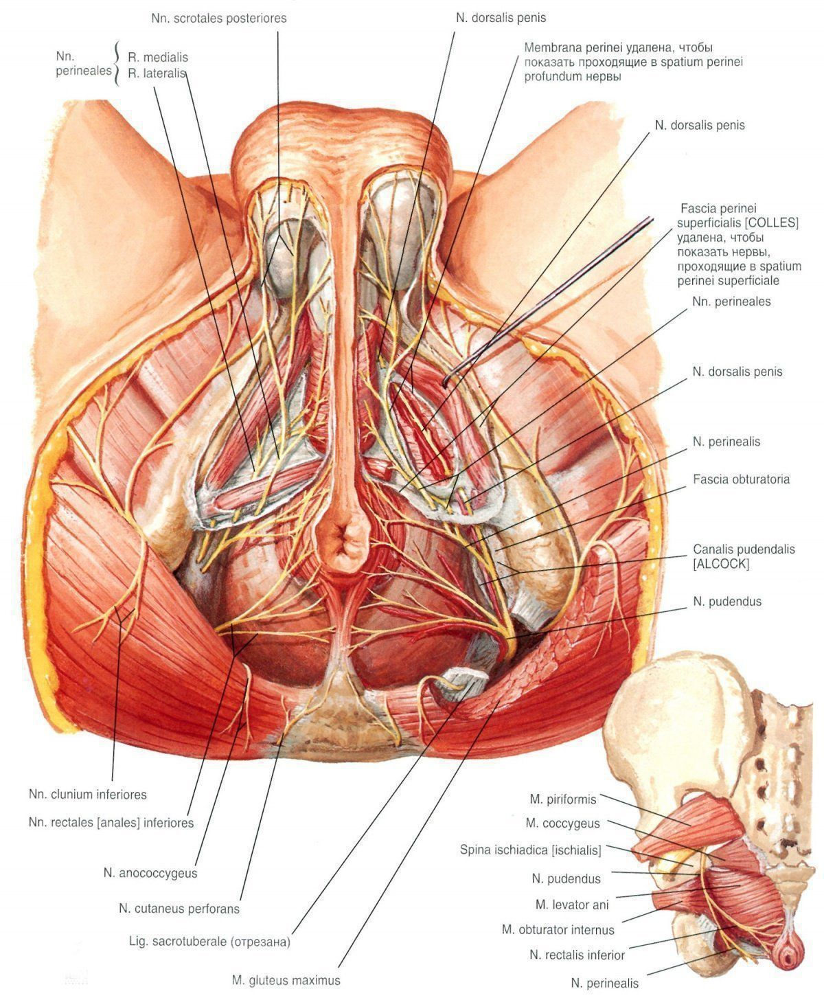 Nn. scrotales posteriores
N. dorsalis penis
Nn.
perineales
R. medialis
R. lateralis
Membrana perinei удалена, чтобы
показать проходящие в spatium perinei
profundum нервы
N. dorsalis penis
Fascia perinei
superficialis [COLLES]
удалена, чтобы
показать нервы,
проходящие в spatium
perinei superficiale
Nn. perineales
N. dorsalis penis
N. perinealis
Fascia obturatoria
Canalis pudendalis
[ALCOCK]
N. pudendus
Nn. clunium inferiores
Nn. rectales [anales] inferiores
N. anococcygeus
N. cutaneus perforans
Lig. sacrotuberale (отрезана)
M. gluteus maximus
M. piriformis
M. coccygeus
Spina ischiadica [ischialis]
N. pudendus
M. levator ani
M. obturator internus
N. rectalis inferior
N. perinealis